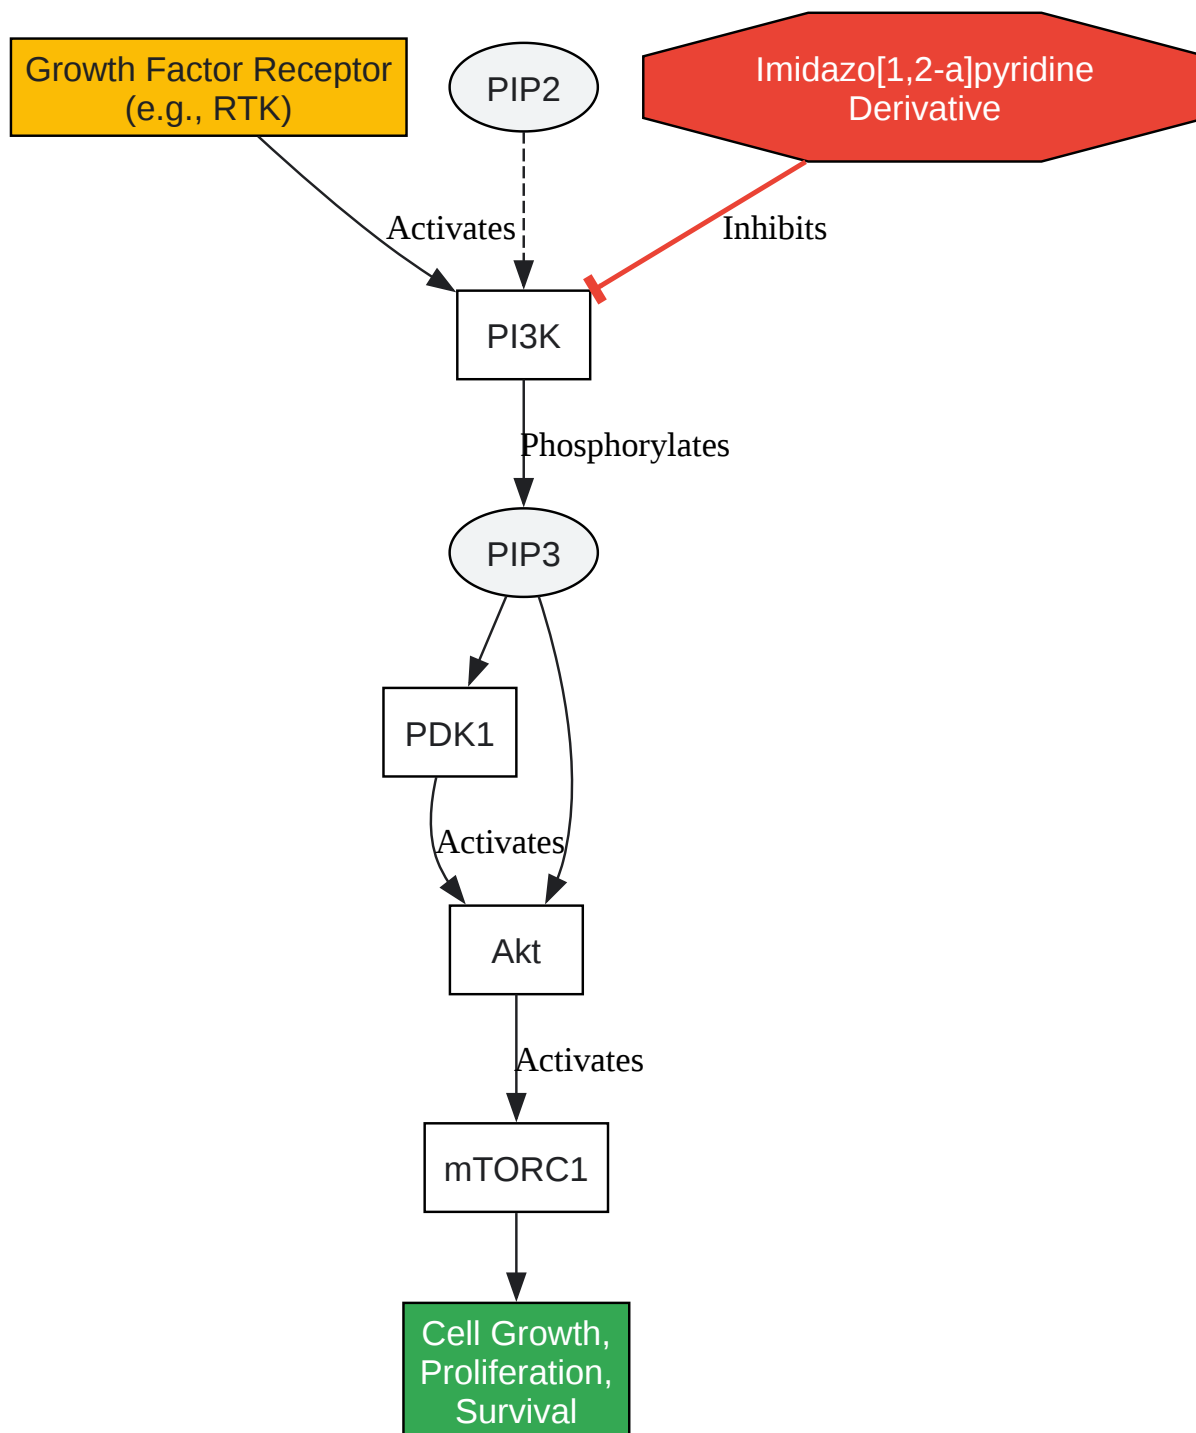 Growth Factor Receptor
(e.g., RTK)
PIP2
Imidazo[1,2-a]pyridine
Derivative
Activates
Inhibits
PI3K
Phosphorylates
PIP3
PDK1
Activates
Akt
Activates
mTORC1
Cell Growth,
Proliferation,
Survival